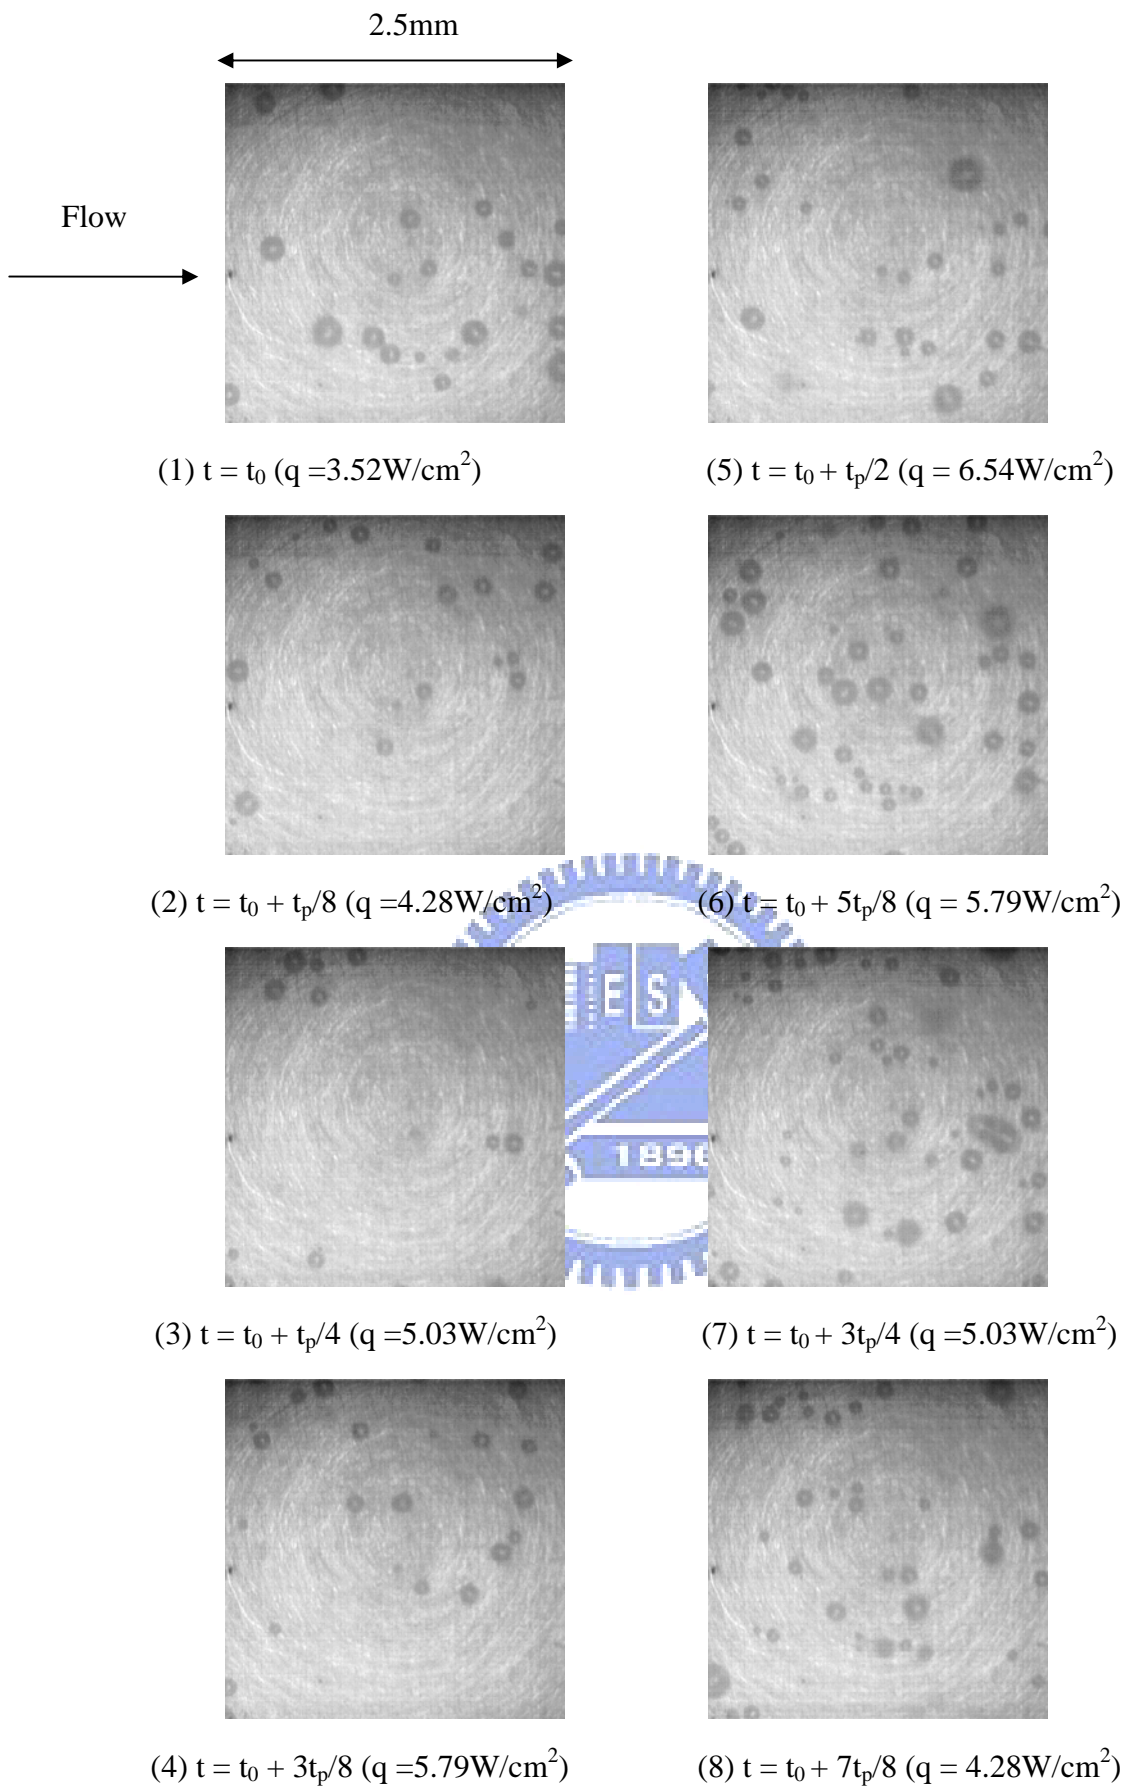 2.5mm
Flow
(1) t = t₀ (q =3.52W/cm²)
(5) t = t₀ + tₚ/2 (q = 6.54W/cm²)
(2) t = t₀ + tₚ/8 (q =4.28W/cm²)
(6) t = t₀ + 5tₚ/8 (q = 5.79W/cm²)
E S
189
(3) t = t₀ + tₚ/4 (q =5.03W/cm²)
(7) t = t₀ + 3tₚ/4 (q =5.03W/cm²)
(4) t = t₀ + 3tₚ/8 (q =5.79W/cm²)
(8) t = t₀ + 7tₚ/8 (q = 4.28W/cm²)